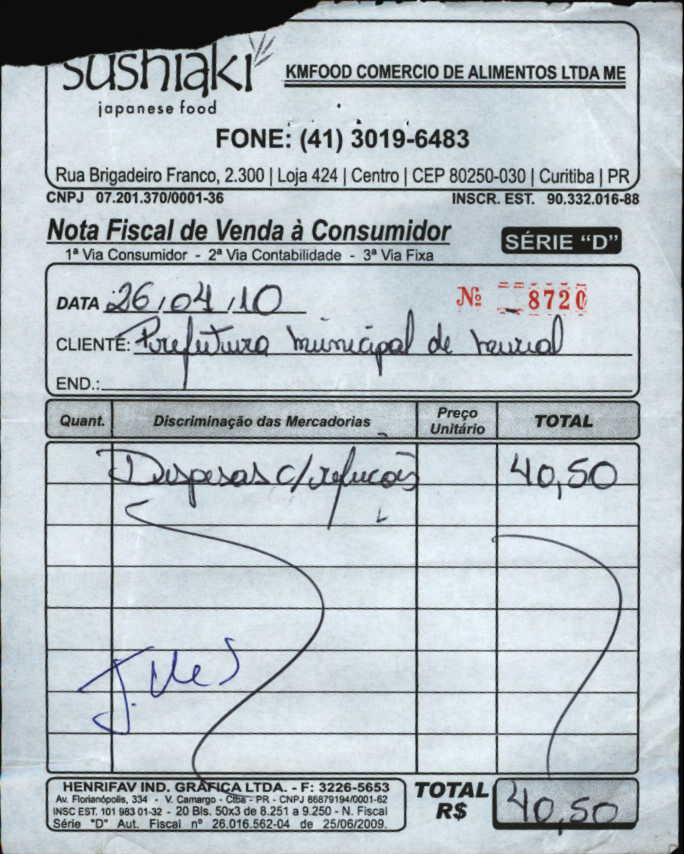 sushiaki
japanese food
KMFOOD COMERCIO DE ALIMENTOS LTDA ME
FONE: (41) 3019-6483
Rua Brigadeiro Franco, 2.300 | Loja 424 | Centro | CEP 80250-030 | Curitiba | PR
CNPJ 07.201.370/0001-36 INSCR. EST. 90.332.016-88
Nota Fiscal de Venda à Consumidor
SÉRIE "D"
1ª Via Consumidor - 2ª Via Contabilidade - 3ª Via Fixa
DATA 26/04/10 Nº 8720
CLIENTE: Prefeitura municipal de
END.:
Quant. Discriminação das Mercadorias Preço Unitário TOTAL
Despesas c/ refeições 40,50
HENRIFAV IND. GRÁFICA LTDA. - F: 3226-5653
Av. Florianópolis, 334 - V. Camargo - Ctba - PR - CNPJ 86879194/0001-62
INSC EST. 101 983 01-32 - 20 Bls. 50x3 de 8.251 a 9.250 - N. Fiscal
Série "D" Aut. Fiscal nº 26.016.562-04 de 25/06/2009.
TOTAL R$ 40,50